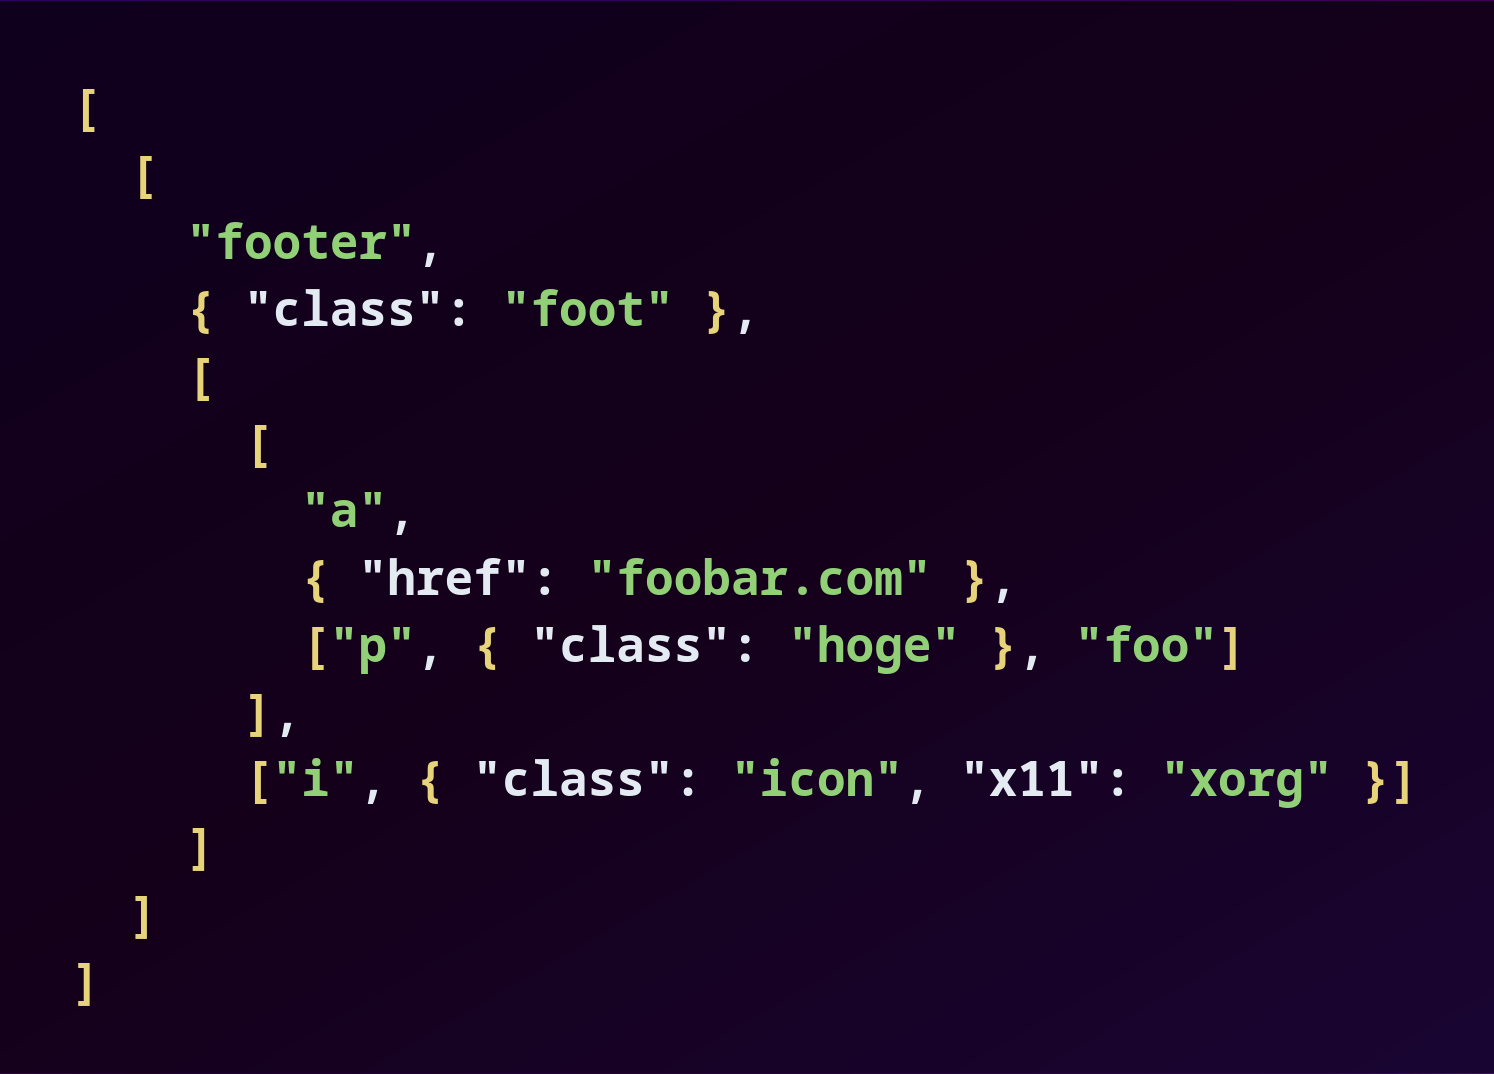 [
  [
    "footer",
    { "class": "foot" },
    [
      [
        "a",
        { "href": "foobar.com" },
        ["p", { "class": "hoge" }, "foo"]
      ],
      ["i", { "class": "icon", "x11": "xorg" }]
    ]
  ]
]